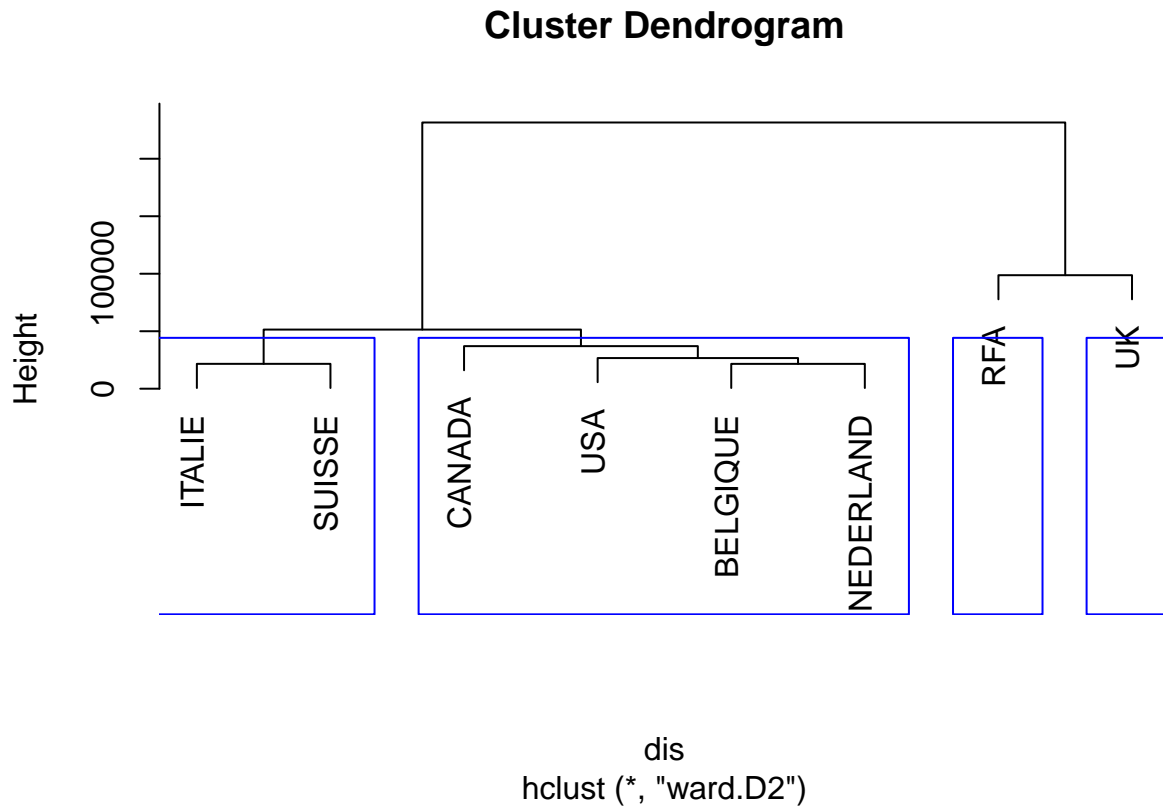 Cluster Dendrogram
Height
0
100000
ITALIE
SUISSE
CANADA
USA
BELGIQUE
NEDERLAND
RFA
UK
dis
hclust (*, "ward.D2")